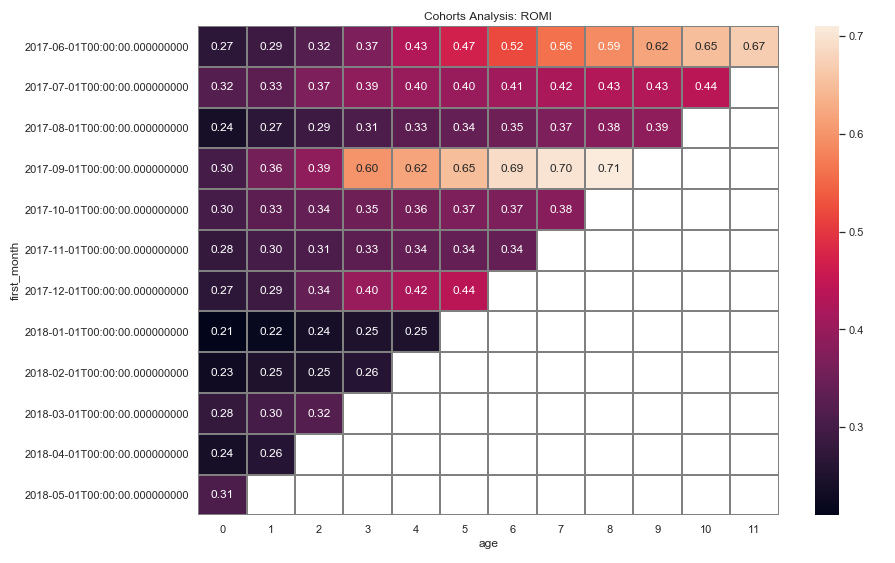 Cohorts Analysis: ROMI
2017-06-01T00:00:00.000000000 0.27 0.29 0.32 0.37 0.43 0.47 0.52 0.56 0.59 0.62 0.65 0.67
2017-07-01T00:00:00.000000000 0.32 0.33 0.37 0.39 0.40 0.40 0.41 0.42 0.43 0.43 0.44
2017-08-01T00:00:00.000000000 0.24 0.27 0.29 0.31 0.33 0.34 0.35 0.37 0.38 0.39
2017-09-01T00:00:00.000000000 0.30 0.36 0.39 0.60 0.62 0.65 0.69 0.70 0.71
2017-10-01T00:00:00.000000000 0.30 0.33 0.34 0.35 0.36 0.37 0.37 0.38
2017-11-01T00:00:00.000000000 0.28 0.30 0.31 0.33 0.34 0.34 0.34
2017-12-01T00:00:00.000000000 0.27 0.29 0.34 0.40 0.42 0.44
2018-01-01T00:00:00.000000000 0.21 0.22 0.24 0.25 0.25
2018-02-01T00:00:00.000000000 0.23 0.25 0.25 0.26
2018-03-01T00:00:00.000000000 0.28 0.30 0.32
2018-04-01T00:00:00.000000000 0.24 0.26
2018-05-01T00:00:00.000000000 0.31
first_month
0 1 2 3 4 5 6 7 8 9 10 11
age
0.7
0.6
0.5
0.4
0.3